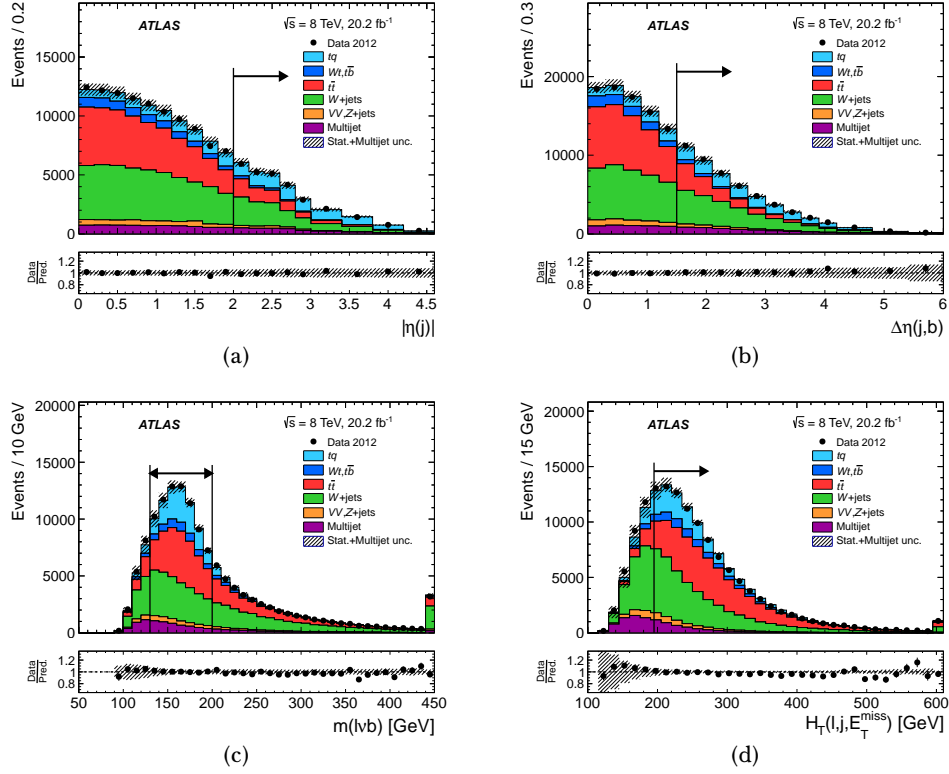 ATLAS
√s = 8 TeV, 20.2 fb⁻¹
Events / 0.2
15000
10000
5000
0
Data 2012
tq
Wt,tb̄
tt̄
W+jets
VV,Z+jets
Multijet
Stat.+Multijet unc.
Data
Pred.
1.2
1
0.8
0 0.5 1 1.5 2 2.5 3 3.5 4 4.5
|η(j)|
(a)
ATLAS
√s = 8 TeV, 20.2 fb⁻¹
Events / 0.3
20000
10000
0
Data 2012
tq
Wt,tb̄
tt̄
W+jets
VV,Z+jets
Multijet
Stat.+Multijet unc.
Data
Pred.
1.2
1
0.8
0 1 2 3 4 5 6
Δη(j,b)
(b)
ATLAS
√s = 8 TeV, 20.2 fb⁻¹
Events / 10 GeV
20000
15000
10000
5000
0
Data 2012
tq
Wt,tb̄
tt̄
W+jets
VV,Z+jets
Multijet
Stat.+Multijet unc.
Data
Pred.
1.2
1
0.8
50 100 150 200 250 300 350 400 450
m(lνb) [GeV]
(c)
ATLAS
√s = 8 TeV, 20.2 fb⁻¹
Events / 15 GeV
20000
15000
10000
5000
0
Data 2012
tq
Wt,tb̄
tt̄
W+jets
VV,Z+jets
Multijet
Stat.+Multijet unc.
Data
Pred.
1.2
1
0.8
100 200 300 400 500 600
H_T(l,j,E_T^miss) [GeV]
(d)